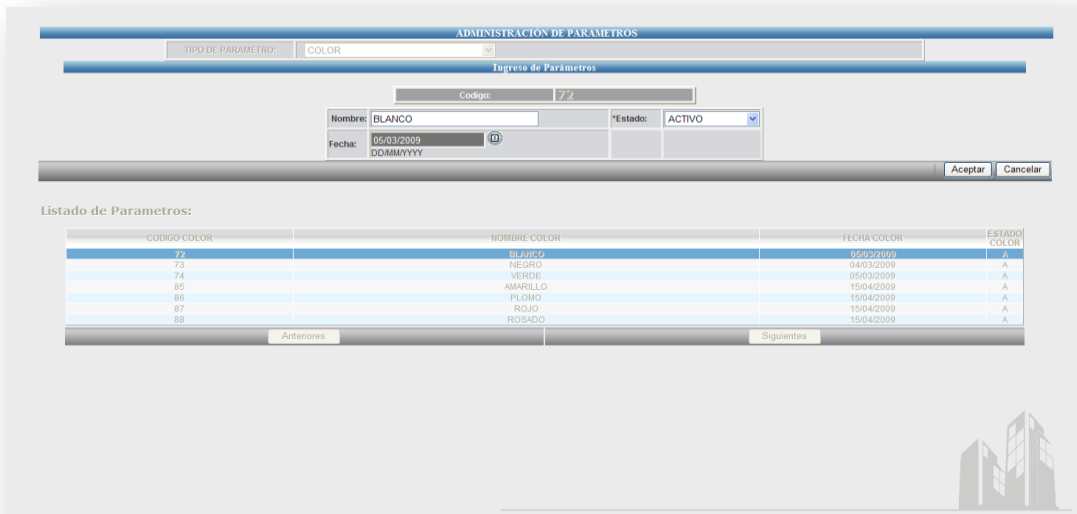 ADMINISTRACIÓN DE PARAMETROS
TIPO DE PARAMETRO: COLOR
Ingreso de Parámetros
Codigo: 72
Nombre: BLANCO *Estado: ACTIVO
Fecha: 05/03/2009
DD/MM/YYYY
Aceptar Cancelar
Listado de Parametros:
CODIGO COLOR NOMBRE COLOR FECHA COLOR ESTADO COLOR
72 BLANCO 05/03/2009 A
73 NEGRO 04/03/2009 A
74 VERDE 05/03/2009 A
85 AMARILLO 15/04/2009 A
86 PLOMO 15/04/2009 A
87 ROJO 15/04/2009 A
88 ROSADO 15/04/2009 A
Anteriores Siguientes